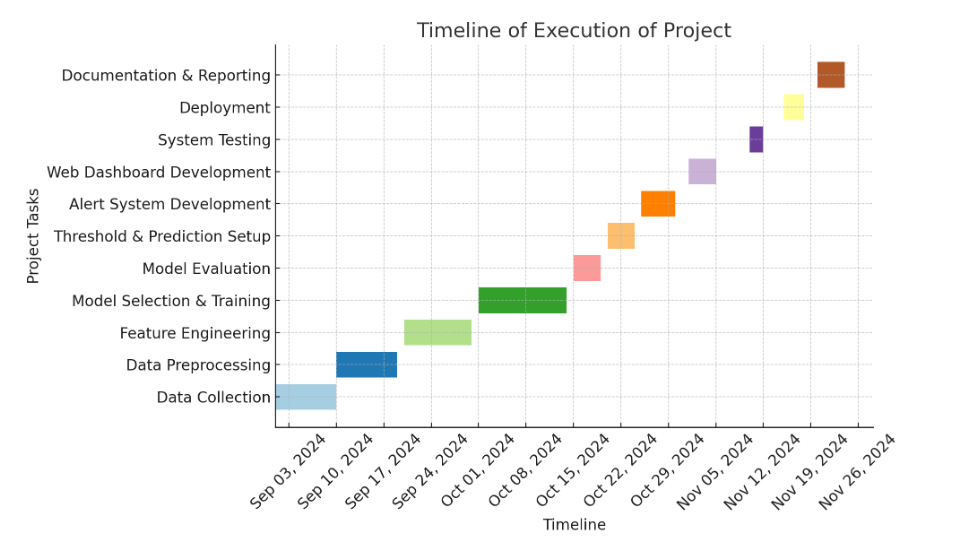 Timeline of Execution of Project
Documentation & Reporting
Deployment
System Testing
Web Dashboard Development
Alert System Development
Threshold & Prediction Setup
Model Evaluation
Model Selection & Training
Feature Engineering
Data Preprocessing
Data Collection
Project Tasks
Sep 03, 2024
Sep 10, 2024
Sep 17, 2024
Sep 24, 2024
Oct 01, 2024
Oct 08, 2024
Oct 15, 2024
Oct 22, 2024
Oct 29, 2024
Nov 05, 2024
Nov 12, 2024
Nov 19, 2024
Nov 26, 2024
Timeline